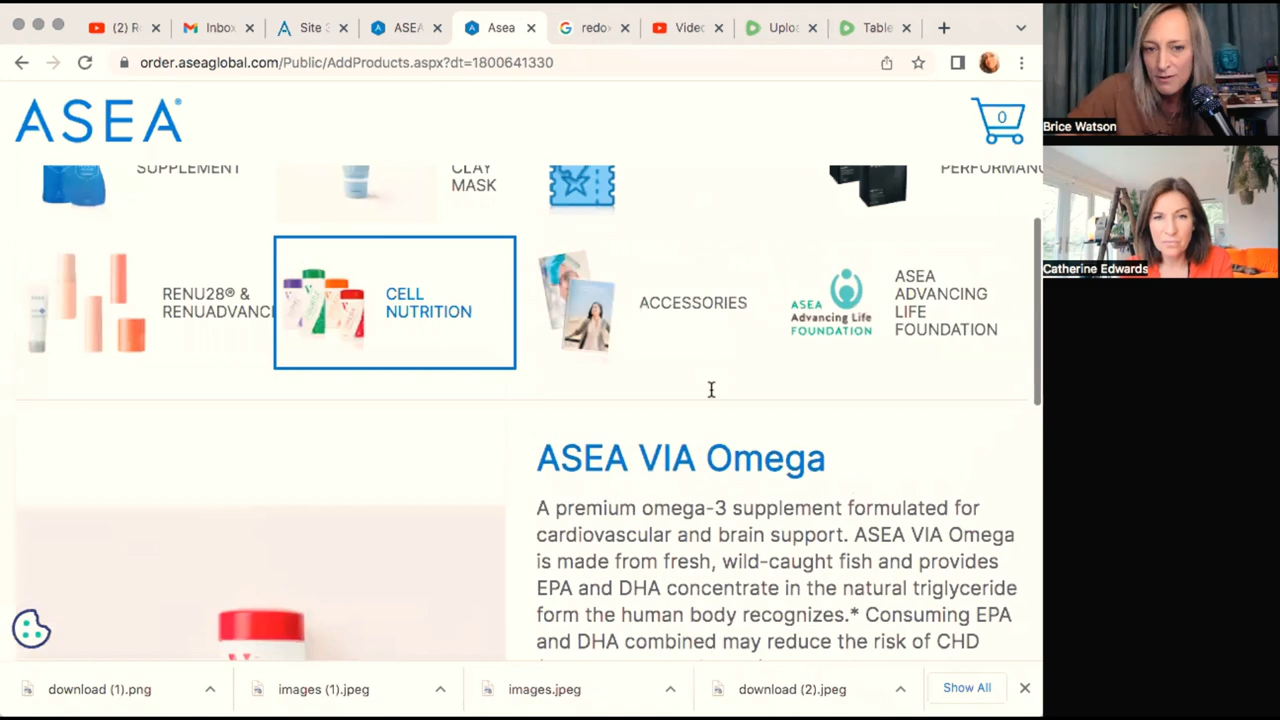 (2) R
Inbox
Site
ASEA
Asea
redo
Video
Uploa
Table
order.aseaglobal.com/Public/AddProducts.aspx?dt=1800641330
ASEA®
0
SUPPLEMENT
CLAY
MASK
PERFORMANC
RENU28® &
RENUADVANC
CELL
NUTRITION
ACCESSORIES
ASEA
Advancing Life
FOUNDATION
ASEA
ADVANCING
LIFE
FOUNDATION
ASEA VIA Omega
A premium omega-3 supplement formulated for
cardiovascular and brain support. ASEA VIA Omega
is made from fresh, wild-caught fish and provides
EPA and DHA concentrate in the natural triglyceride
form the human body recognizes.* Consuming EPA
and DHA combined may reduce the risk of CHD
download (1).png
images (1).jpeg
images.jpeg
download (2).jpeg
Show All
Brice Watson
Catherine Edwards